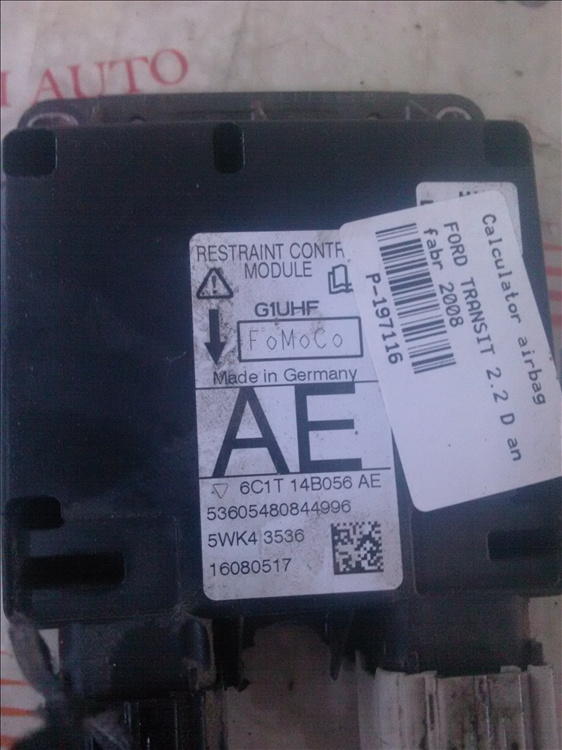 AUTO
RESTRAINT CONTR
MODULE
G1UHF
FoMoCo
Made in Germany
AE
6C1T 14B056 AE
53605480844996
5WK4 3536
16080517
Calculator airbag
FORD TRANSIT 2.2 D an
fabr 2008
P-197116